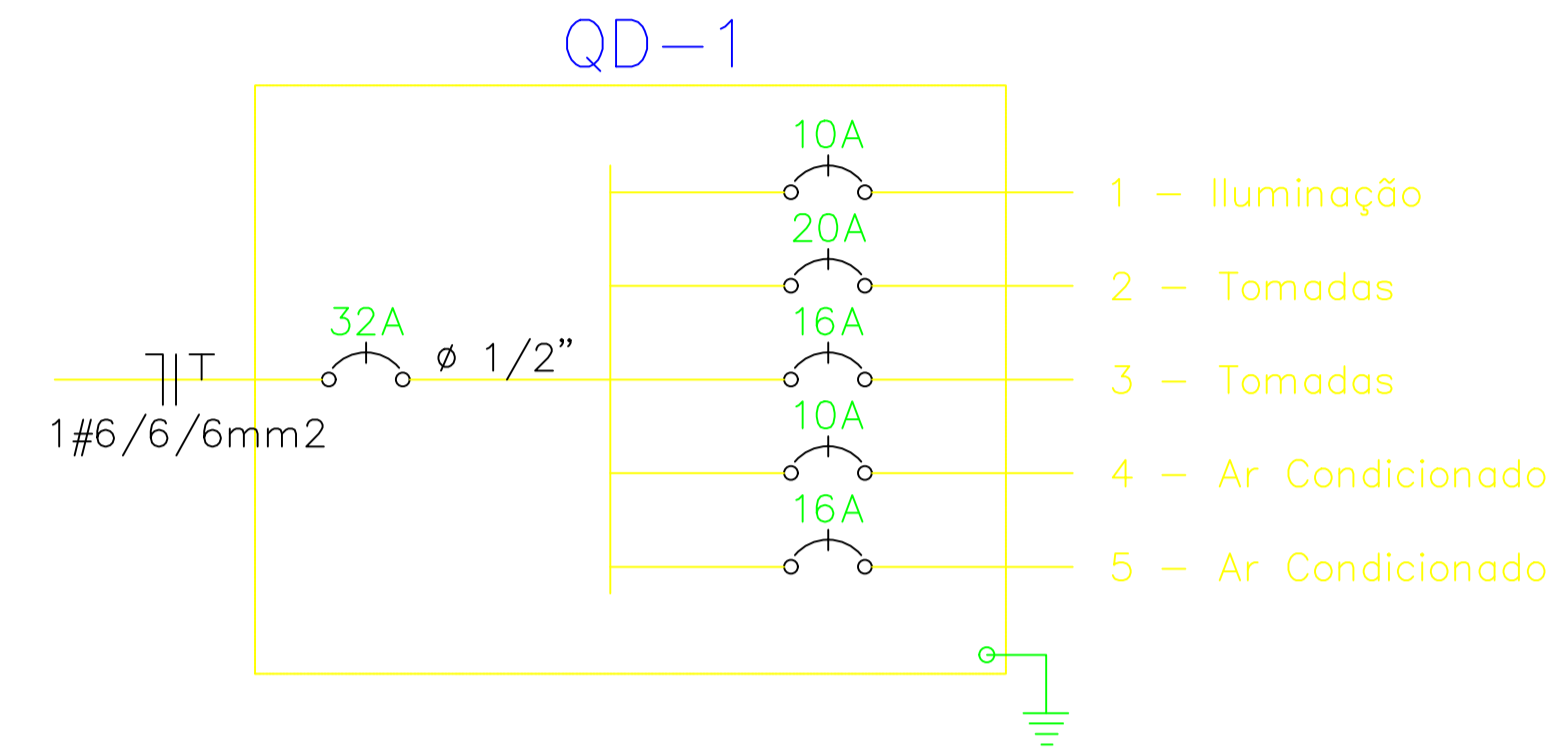 QD-1
10A
1 - Iluminação
20A
2 - Tomadas
32A
ø 1/2"
16A
T
3 - Tomadas
1#6/6/6mm2
10A
4 - Ar Condicionado
16A
5 - Ar Condicionado